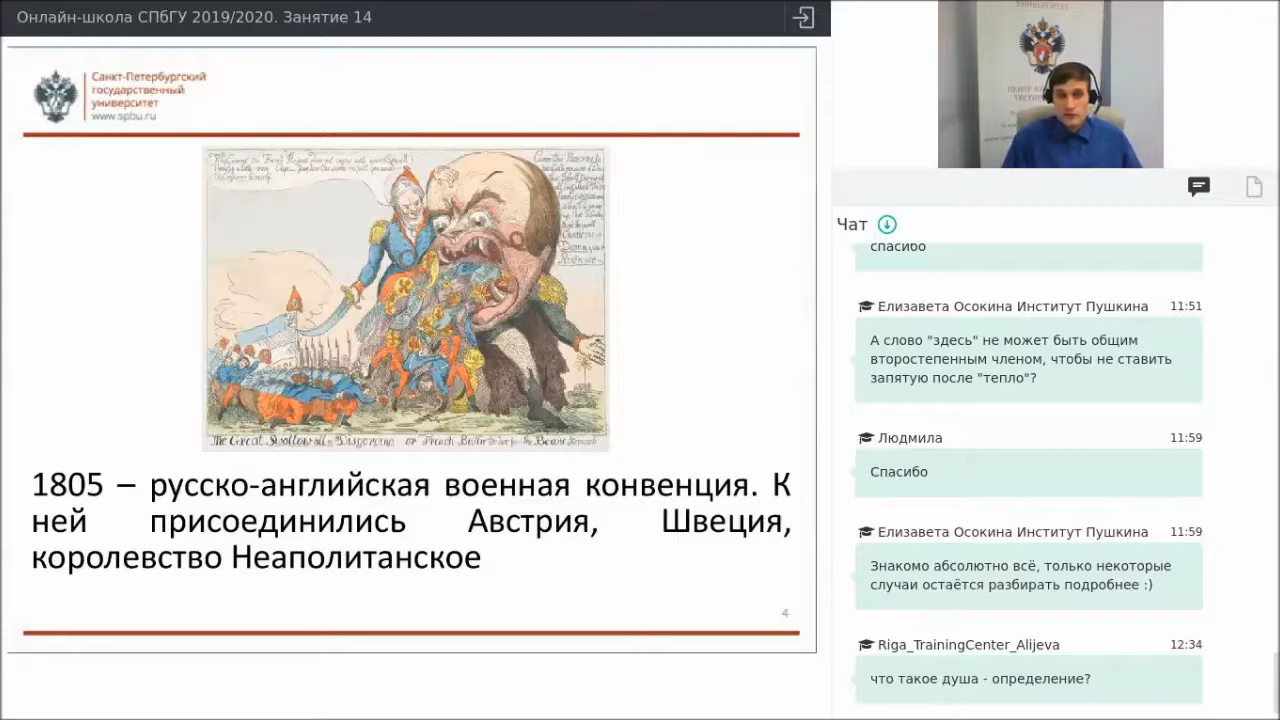 Онлайн-школа СПбГУ 2019/2020. Занятие 14
Санкт-Петербургский
государственный
университет
www.spbu.ru
1805 – русско-английская военная конвенция. К
ней присоединились Австрия, Швеция,
королевство Неаполитанское
4
Чат
спасибо
Елизавета Осокина Институт Пушкина 11:51
А слово "здесь" не может быть общим
второстепенным членом, чтобы не ставить
запятую после "тепло"?
Людмила 11:59
Спасибо
Елизавета Осокина Институт Пушкина 11:59
Знакомо абсолютно всё, только некоторые
случаи остаётся разбирать подробнее :)
Riga_TrainingCenter_Alijeva 12:34
что такое душа - определение?